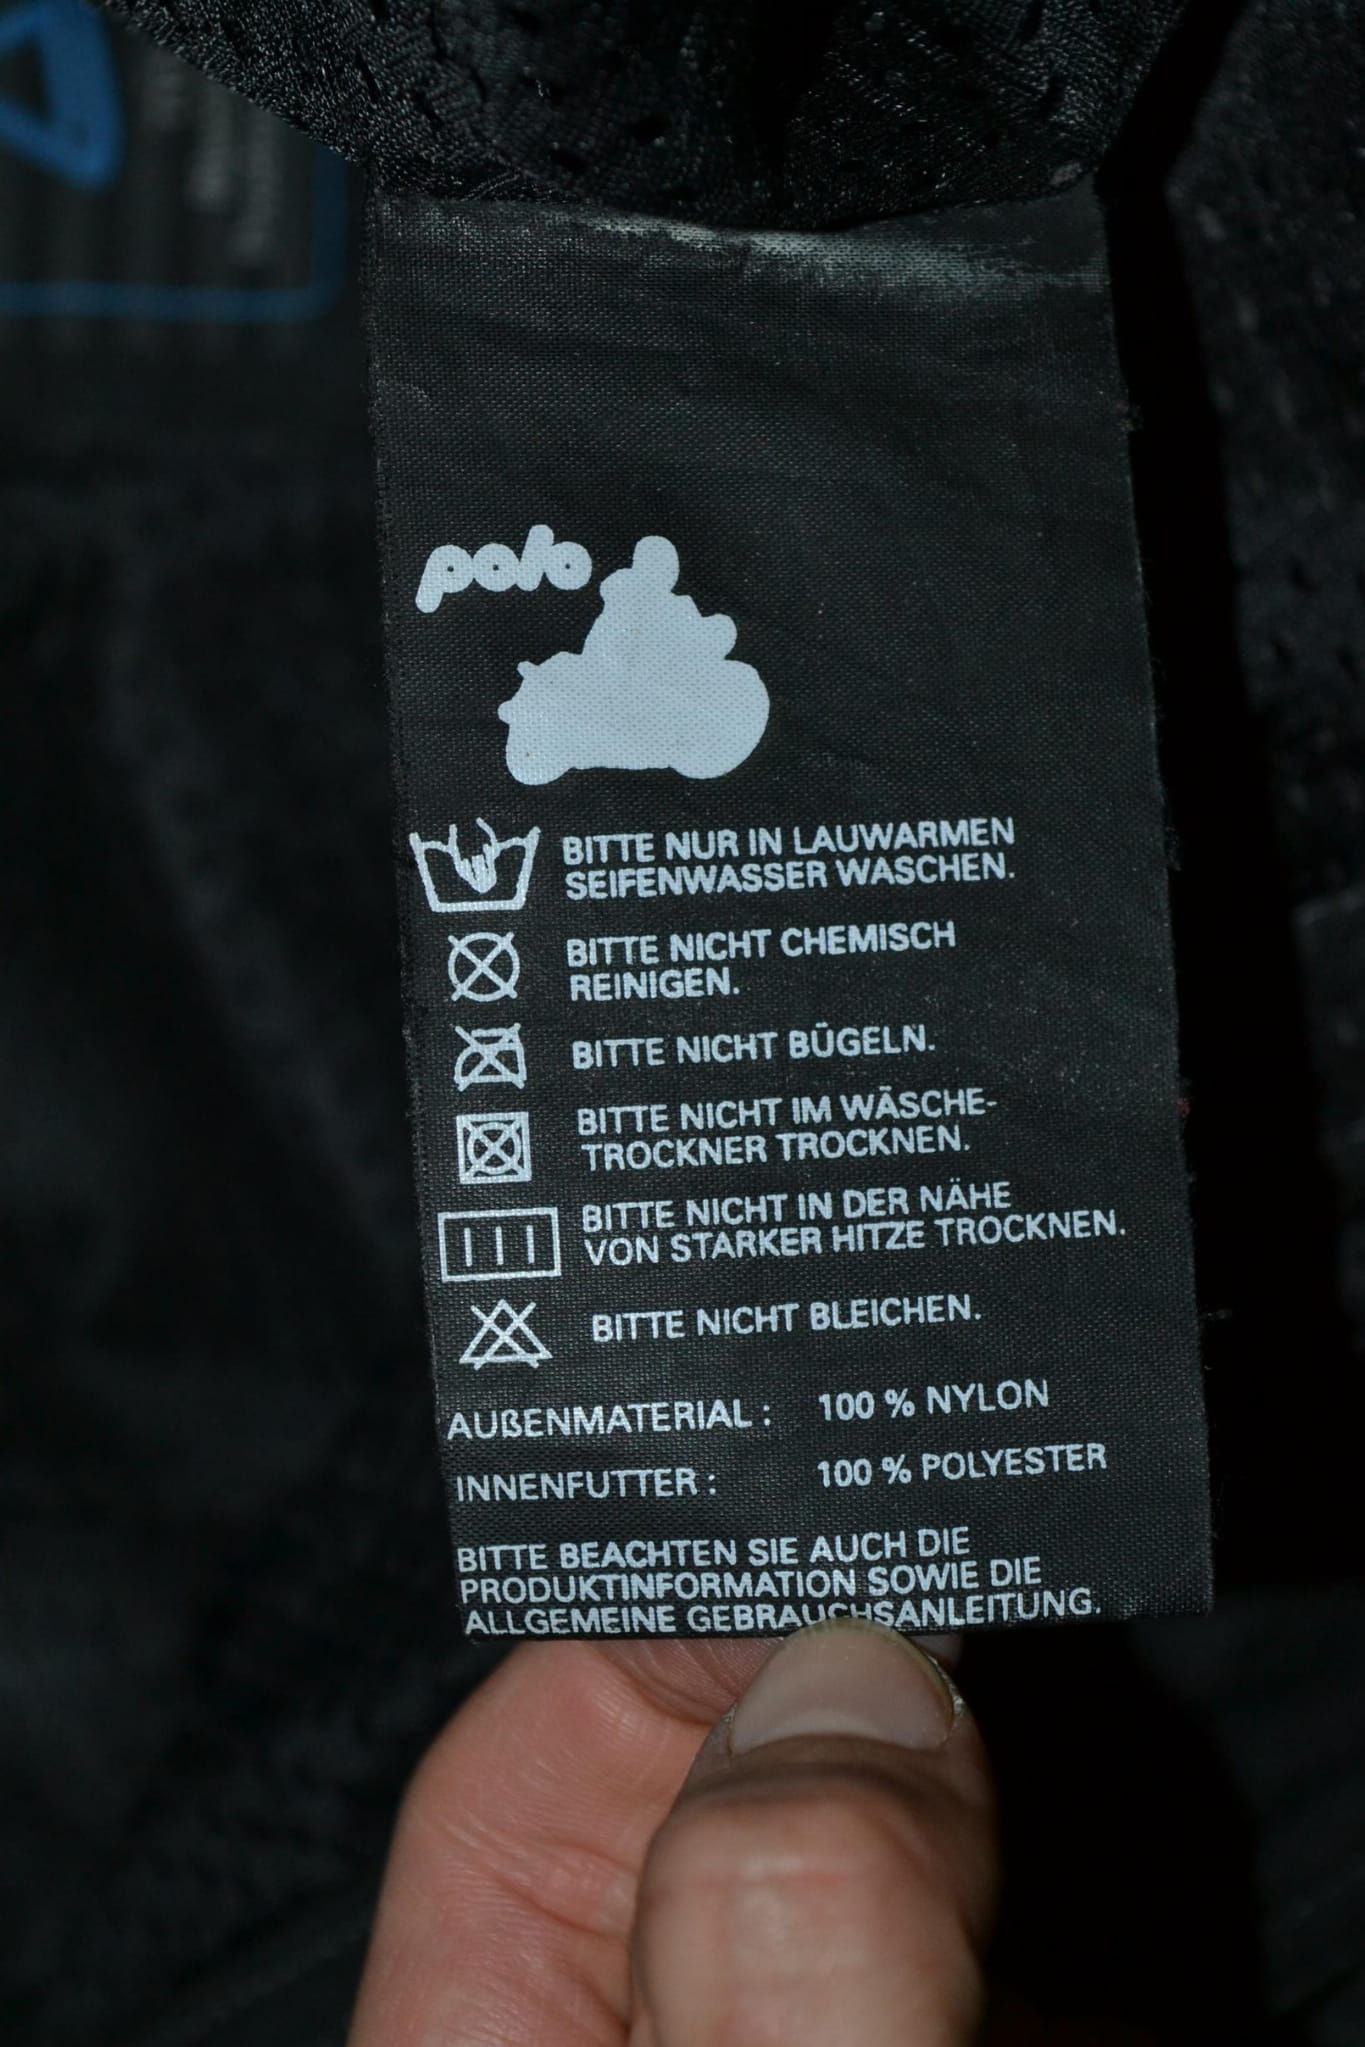 polo
BITTE NUR IN LAUWARMEN
SEIFENWASSER WASCHEN.
BITTE NICHT CHEMISCH
REINIGEN.
BITTE NICHT BÜGELN.
BITTE NICHT IM WÄSCHE-
TROCKNER TROCKNEN.
BITTE NICHT IN DER NÄHE
VON STARKER HITZE TROCKNEN.
BITTE NICHT BLEICHEN.
AUßENMATERIAL : 100 % NYLON
INNENFUTTER : 100 % POLYESTER
BITTE BEACHTEN SIE AUCH DIE
PRODUKTINFORMATION SOWIE DIE
ALLGEMEINE GEBRAUCHSANLEITUNG.